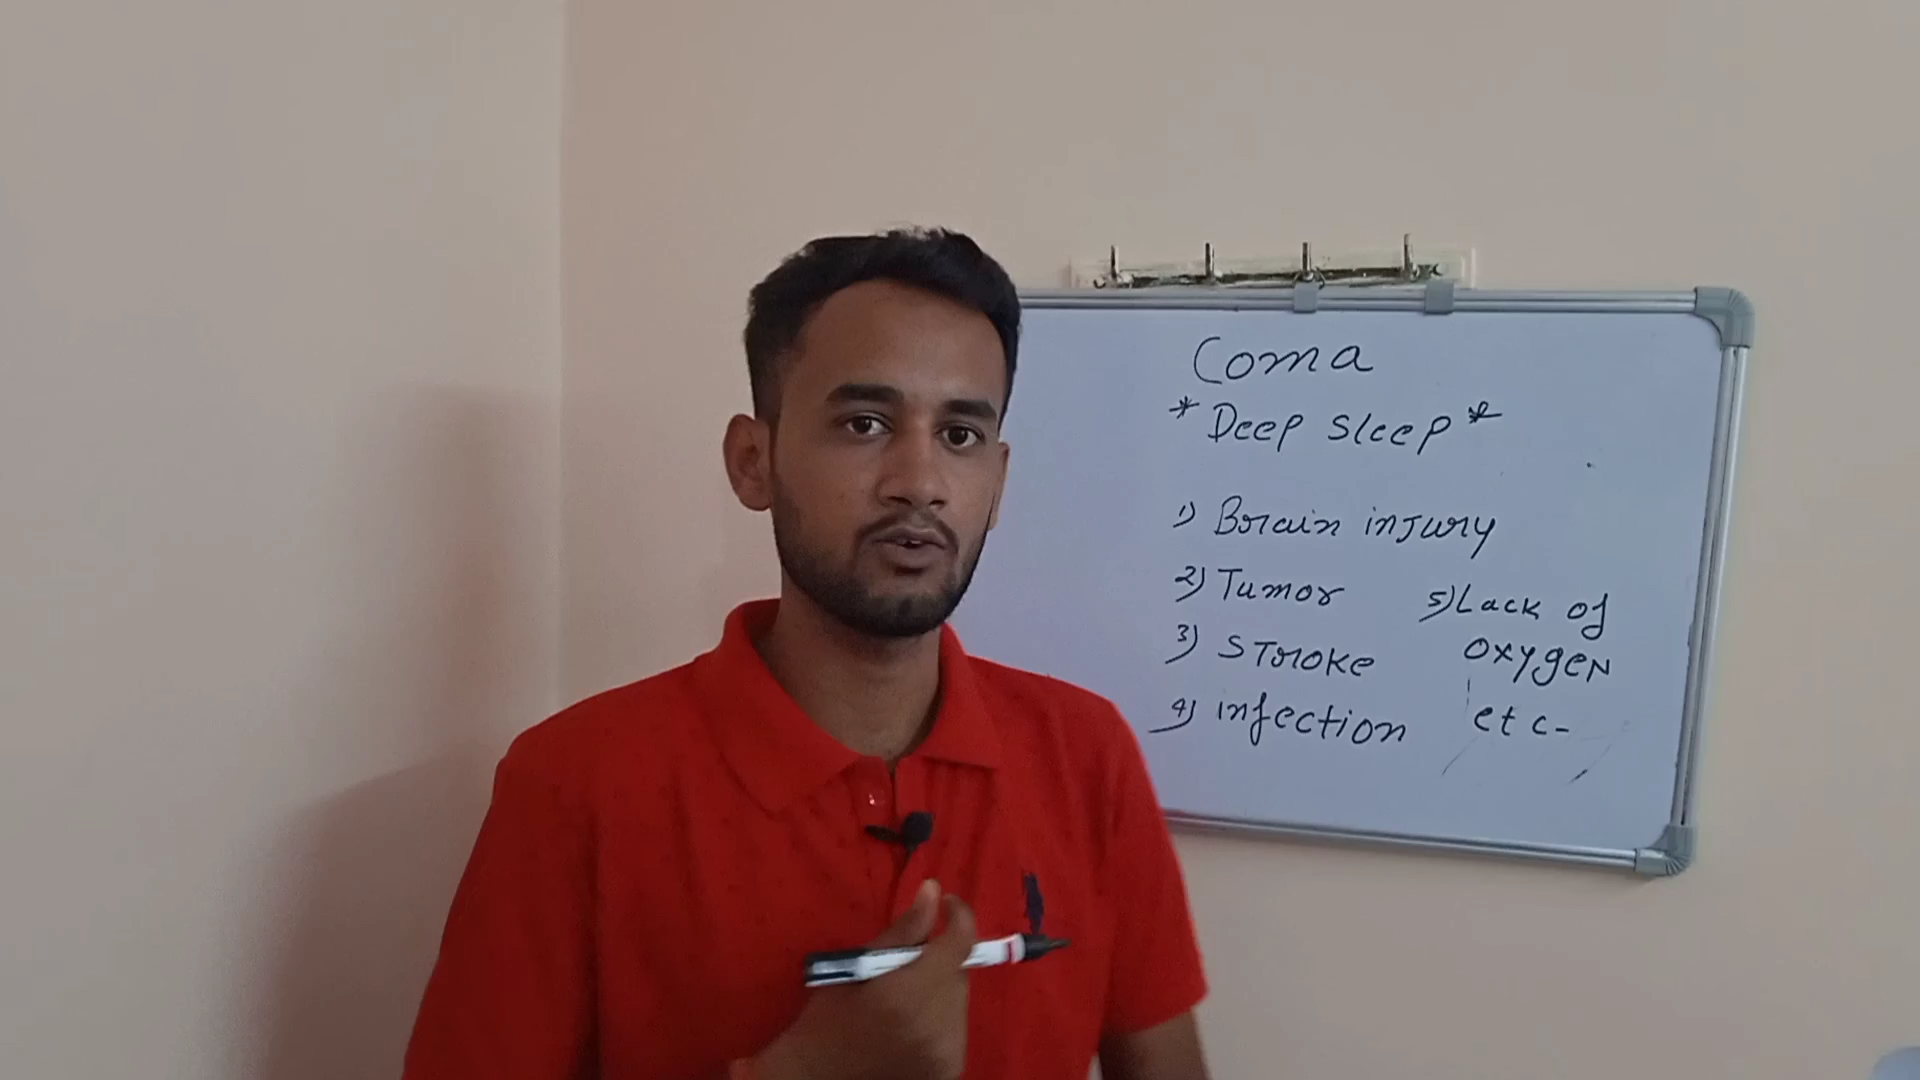 Coma
*Deep sleep*
1) Brain injury
2) Tumor
3) STroke
4) infection
5) Lack of
oxygen
etc-